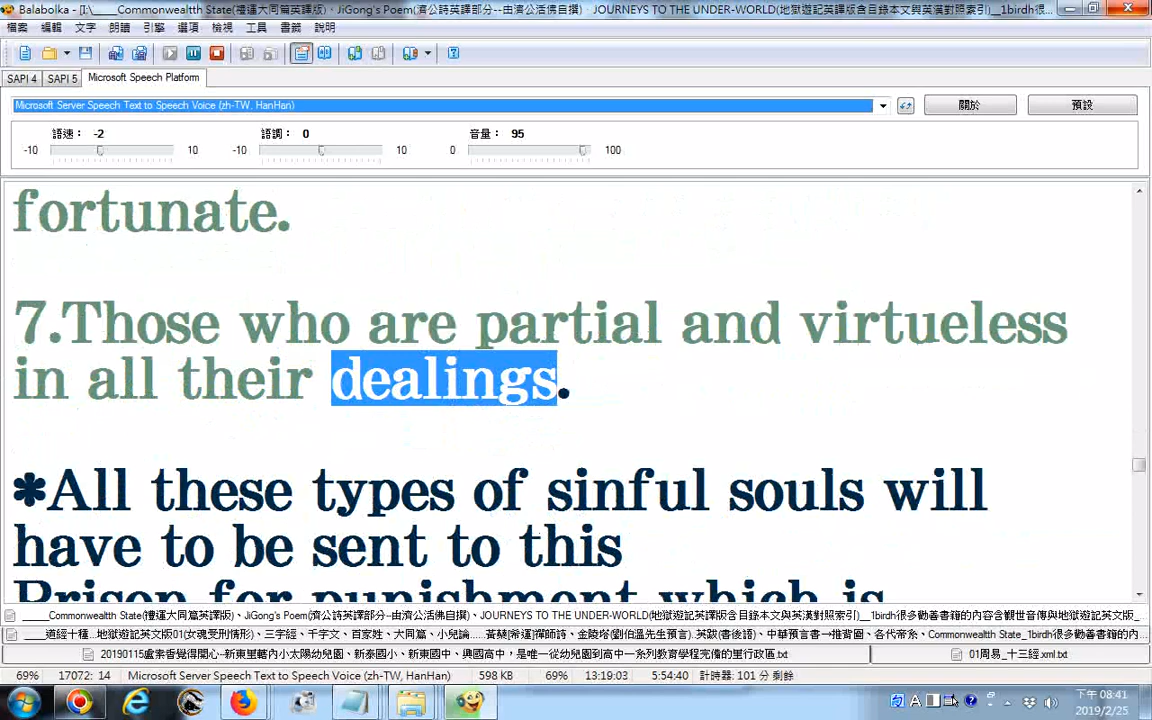 Balabolka - [I:\_____Commonwealth State(禮運大同篇英譯版)、JiGong's Poem(濟公詩英譯部分--由濟公活佛自撰)、JOURNEYS TO THE UNDER-WORLD(地獄遊記英譯版含目錄本文與英漢對照索引)__1birdh很...
檔案 編輯 文字 朗讀 引擎 選項 檢視 工具 書籤 說明
SAPI 4 SAPI 5 Microsoft Speech Platform
Microsoft Server Speech Text to Speech Voice (zh-TW, HanHan) 關於 預設
語速： -2 語調： 0 音量： 95
-10 10 -10 10 0 100
fortunate.
7.Those who are partial and virtueless
in all their dealings.
*All these types of sinful souls will
have to be sent to this
Prison for punishment which is
_____Commonwealth State(禮運大同篇英譯版)、JiGong's Poem(濟公詩英譯部分--由濟公活佛自撰)、JOURNEYS TO THE UNDER-WORLD(地獄遊記英譯版含目錄本文與英漢對照索引)__1birdh很多勸善書籍的內容含觀世音傳與地獄遊記英文版..
20190115盧素香覺得開心--新東里轄內小太陽幼兒園、新泰國小、新東國中、興國高中，是唯一從幼兒園到高中一系列教育學程完備的里行政區.txt 01周易_十三經.xml.txt
69% 17072: 14 Microsoft Server Speech Text to Speech Voice (zh-TW, HanHan) 598 KB 69% 13:19:03 5:54:40 計時器: 101 分 剩餘
下午 08:41
2019/2/25